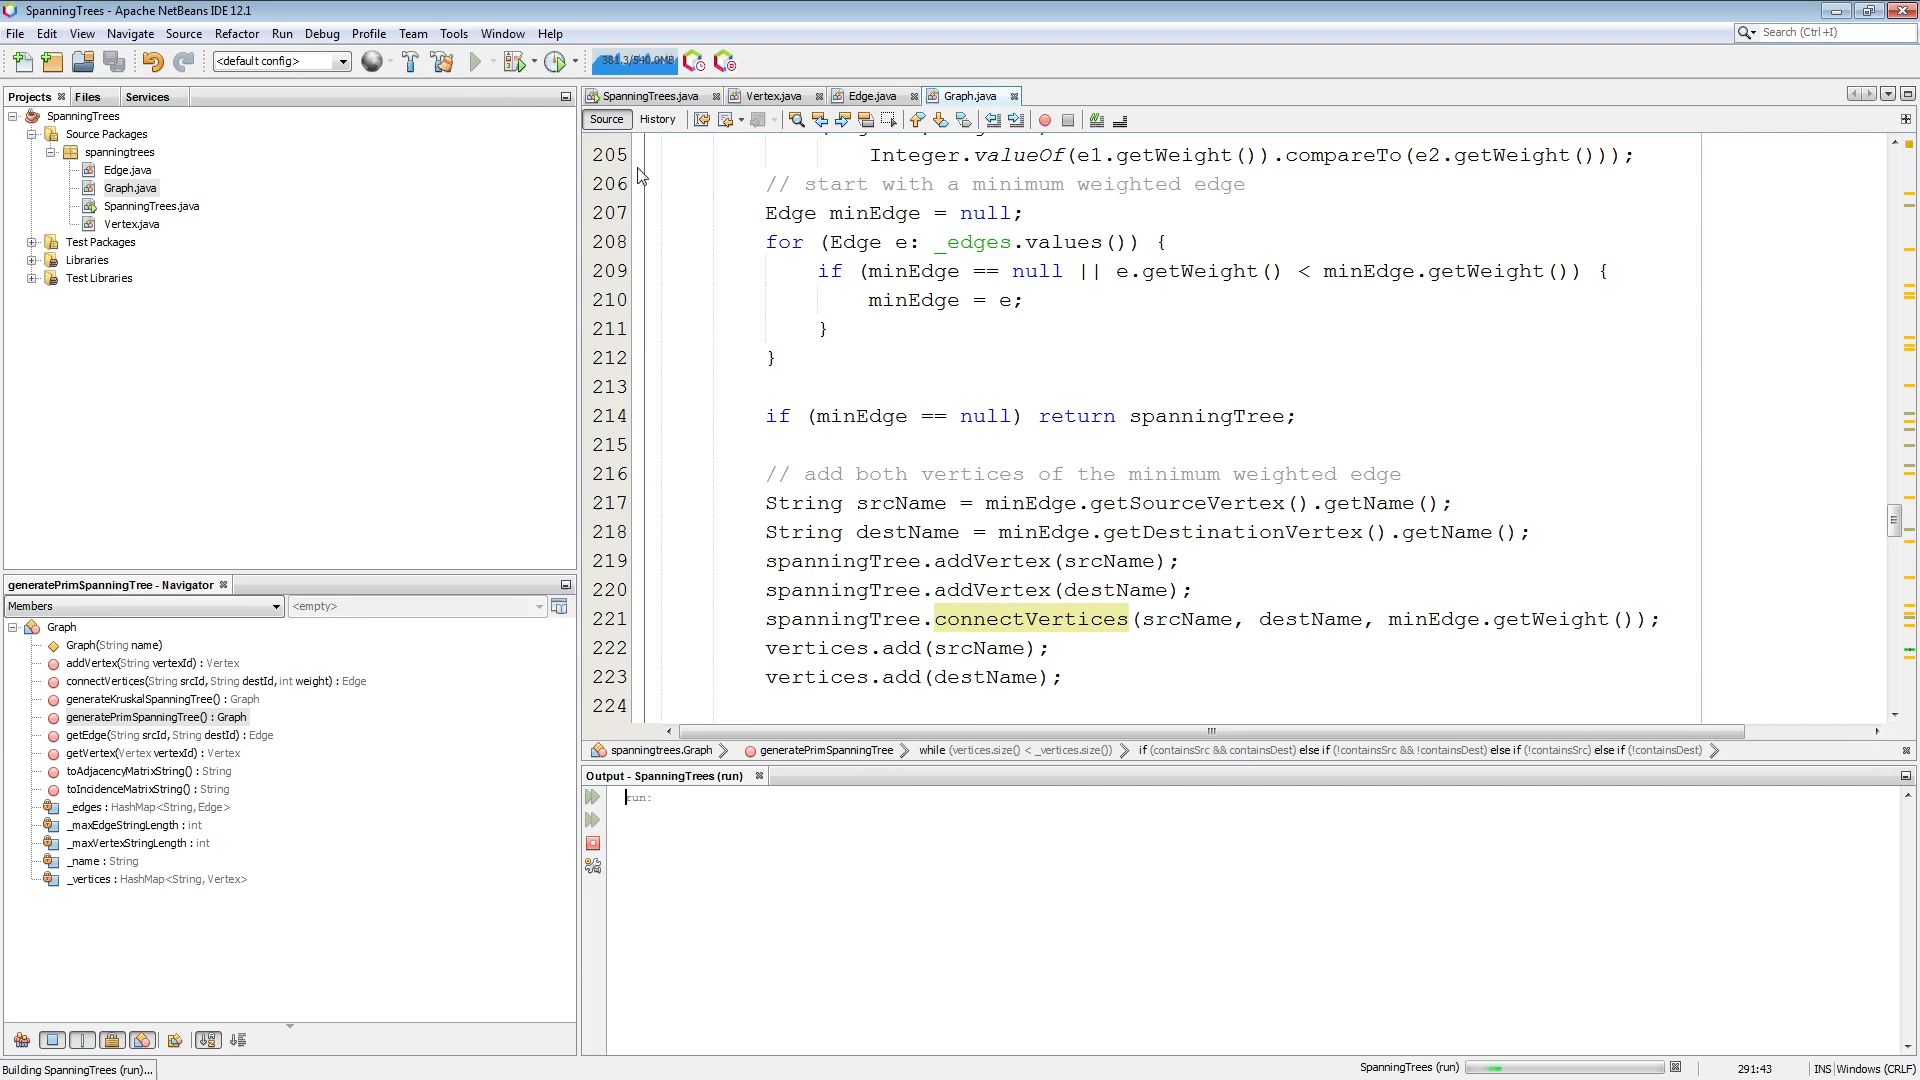 SpanningTrees - Apache NetBeans IDE 12.1
File Edit View Navigate Source Refactor Run Debug Profile Team Tools Window Help
Search (Ctrl+I)
<default config>
381.3/540.0MB
Projects Files Services
SpanningTrees.java Vertex.java Edge.java Graph.java
Source History
SpanningTrees
Source Packages
spanningtrees
Edge.java
Graph.java
SpanningTrees.java
Vertex.java
Test Packages
Libraries
Test Libraries
205 Integer.valueOf(e1.getWeight()).compareTo(e2.getWeight()));
206 // start with a minimum weighted edge
207 Edge minEdge = null;
208 for (Edge e: _edges.values()) {
209 if (minEdge == null || e.getWeight() < minEdge.getWeight()) {
210 minEdge = e;
211 }
212 }
213
214 if (minEdge == null) return spanningTree;
215
216 // add both vertices of the minimum weighted edge
217 String srcName = minEdge.getSourceVertex().getName();
218 String destName = minEdge.getDestinationVertex().getName();
219 spanningTree.addVertex(srcName);
220 spanningTree.addVertex(destName);
221 spanningTree.connectVertices(srcName, destName, minEdge.getWeight());
222 vertices.add(srcName);
223 vertices.add(destName);
224
spanningtrees.Graph generatePrimSpanningTree while (vertices.size() < _vertices.size()) if (containsSrc && containsDest) else if (!containsSrc && !containsDest) else if (!containsSrc) else if (!containsDest)
generatePrimSpanningTree - Navigator
Members <empty>
Graph
Graph(String name)
addVertex(String vertexId) : Vertex
connectVertices(String srcId, String destId, int weight) : Edge
generateKruskalSpanningTree() : Graph
generatePrimSpanningTree() : Graph
getEdge(String srcId, String destId) : Edge
getVertex(Vertex vertexId) : Vertex
toAdjacencyMatrixString() : String
toIncidenceMatrixString() : String
_edges : HashMap<String, Edge>
_maxEdgeStringLength : int
_maxVertexStringLength : int
_name : String
_vertices : HashMap<String, Vertex>
Output - SpanningTrees (run)
run:
Building SpanningTrees (run)...
SpanningTrees (run)
291:43
INS
Windows (CRLF)